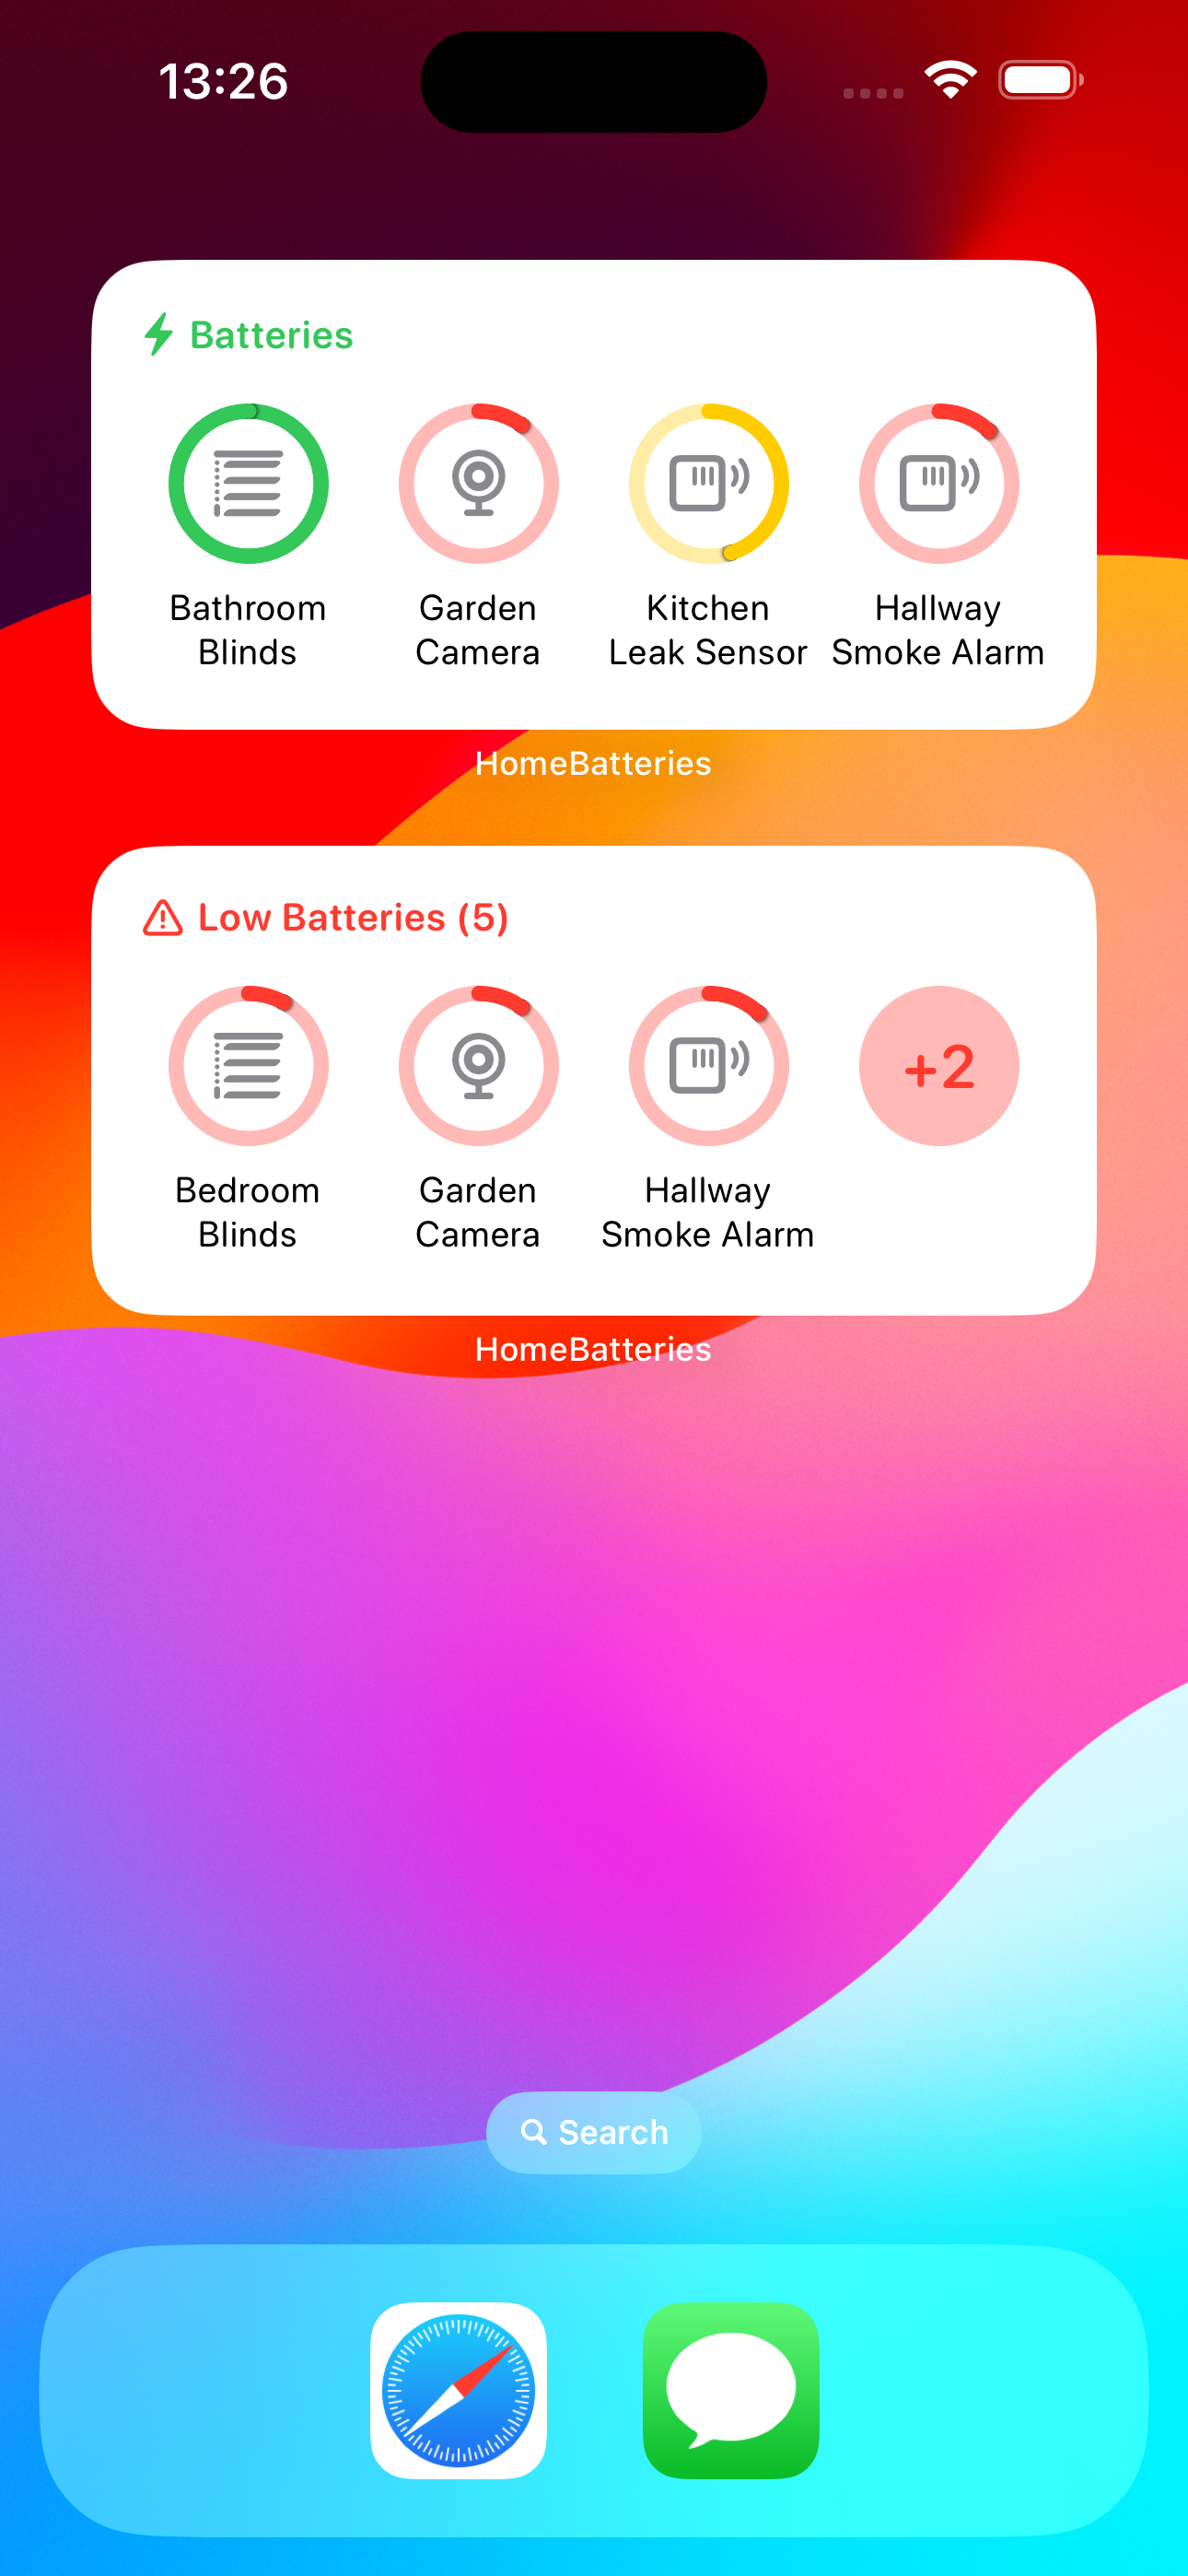 13:26
Batteries
Bathroom
Blinds
Garden
Camera
Kitchen
Leak Sensor
Hallway
Smoke Alarm
HomeBatteries
Low Batteries (5)
Bedroom
Blinds
Garden
Camera
Hallway
Smoke Alarm
+2
HomeBatteries
Search